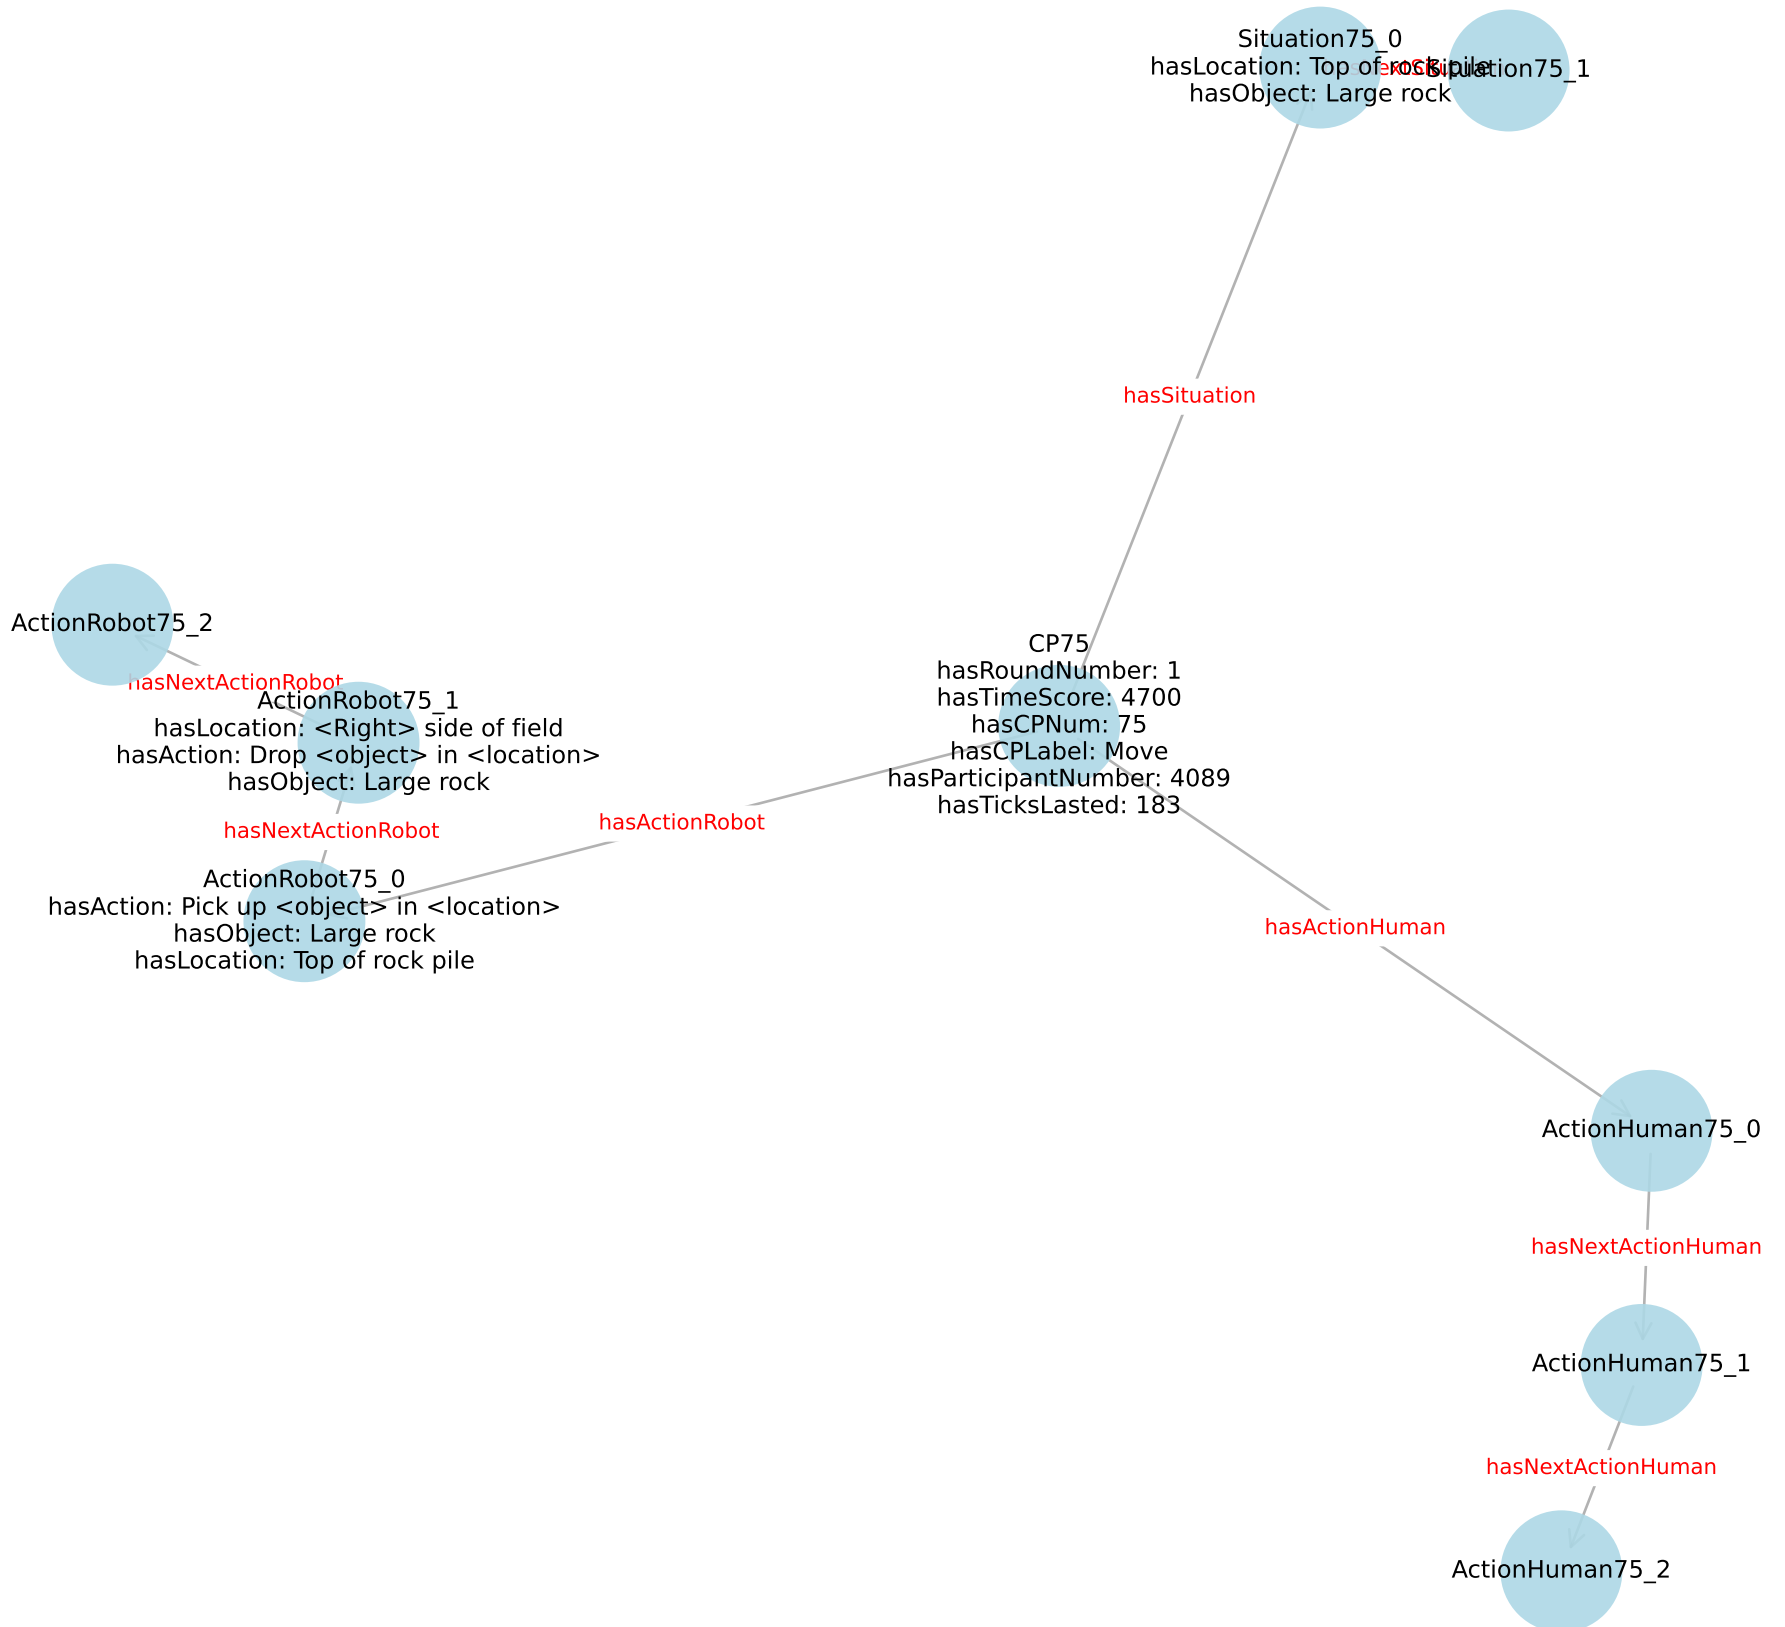 Situation75_0
hasLocation: Top of rock pile
hasObject: Large rock
Situation75_1
hasSituation
CP75
hasRoundNumber: 1
hasTimeScore: 4700
hasCPNum: 75
hasCPLabel: Move
hasParticipantNumber: 4089
hasTicksLasted: 183
ActionRobot75_2
hasNextActionRobot
ActionRobot75_1
hasLocation: <Right> side of field
hasAction: Drop <object> in <location>
hasObject: Large rock
hasNextActionRobot
hasActionRobot
ActionRobot75_0
hasAction: Pick up <object> in <location>
hasObject: Large rock
hasLocation: Top of rock pile
hasActionHuman
ActionHuman75_0
hasNextActionHuman
ActionHuman75_1
hasNextActionHuman
ActionHuman75_2